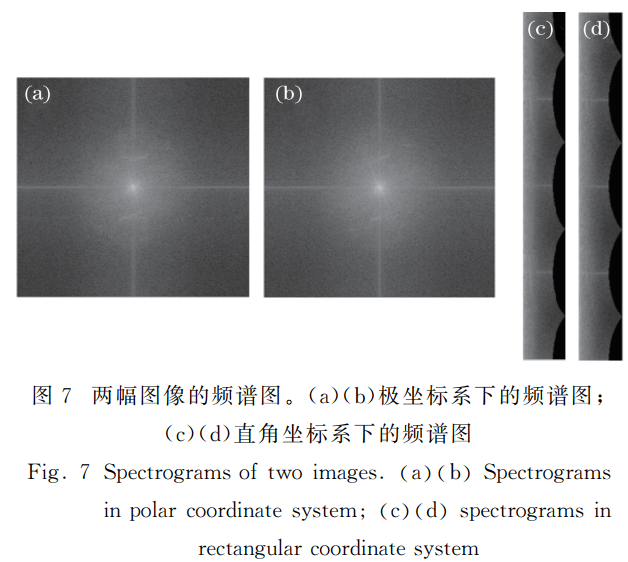 (a)
(b)
(c)
(d)
图 7 两幅图像的频谱图。(a)(b)极坐标系下的频谱图;
(c)(d)直角坐标系下的频谱图
Fig. 7 Spectrograms of two images. (a)(b) Spectrograms
in polar coordinate system; (c)(d) spectrograms in
rectangular coordinate system